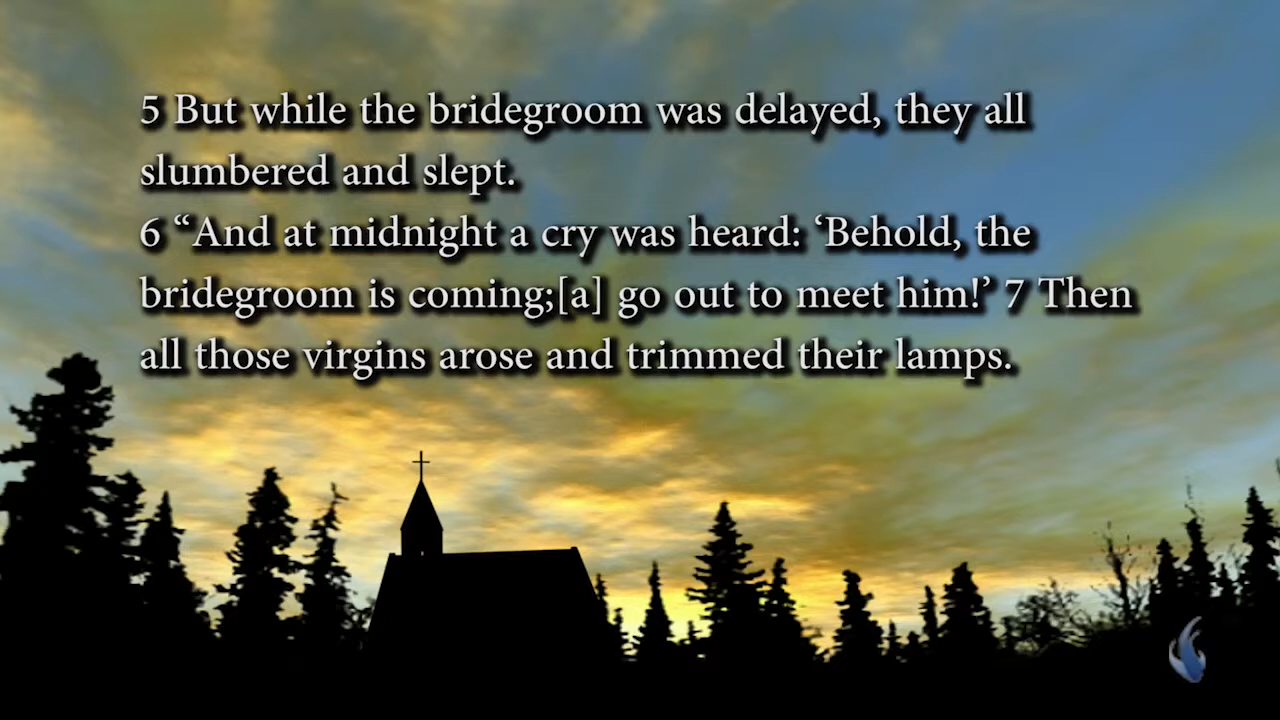 5 But while the bridegroom was delayed, they all
slumbered and slept.
6 “And at midnight a cry was heard: ‘Behold, the
bridegroom is coming;[a] go out to meet him!’ 7 Then
all those virgins arose and trimmed their lamps.